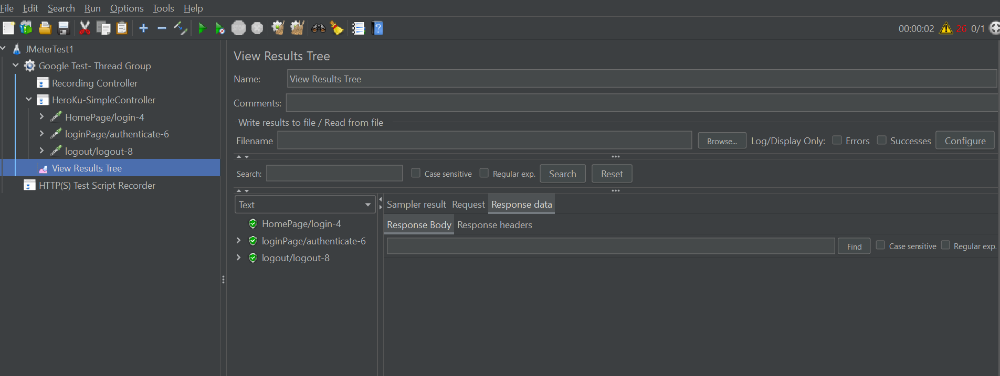 File Edit Search Run Options Tools Help
STOP 00:00:02 26 0/1
JMeterTest1
Google Test- Thread Group
Recording Controller
HeroKu-SimpleController
HomePage/login-4
loginPage/authenticate-6
logout/logout-8
View Results Tree
HTTP(S) Test Script Recorder
View Results Tree
Name: View Results Tree
Comments:
Write results to file / Read from file
Filename Browse... Log/Display Only: Errors Successes Configure
Search: Case sensitive Regular exp. Search Reset
Text
HomePage/login-4
loginPage/authenticate-6
logout/logout-8
Sampler result Request Response data
Response Body Response headers
Find Case sensitive Regular exp.